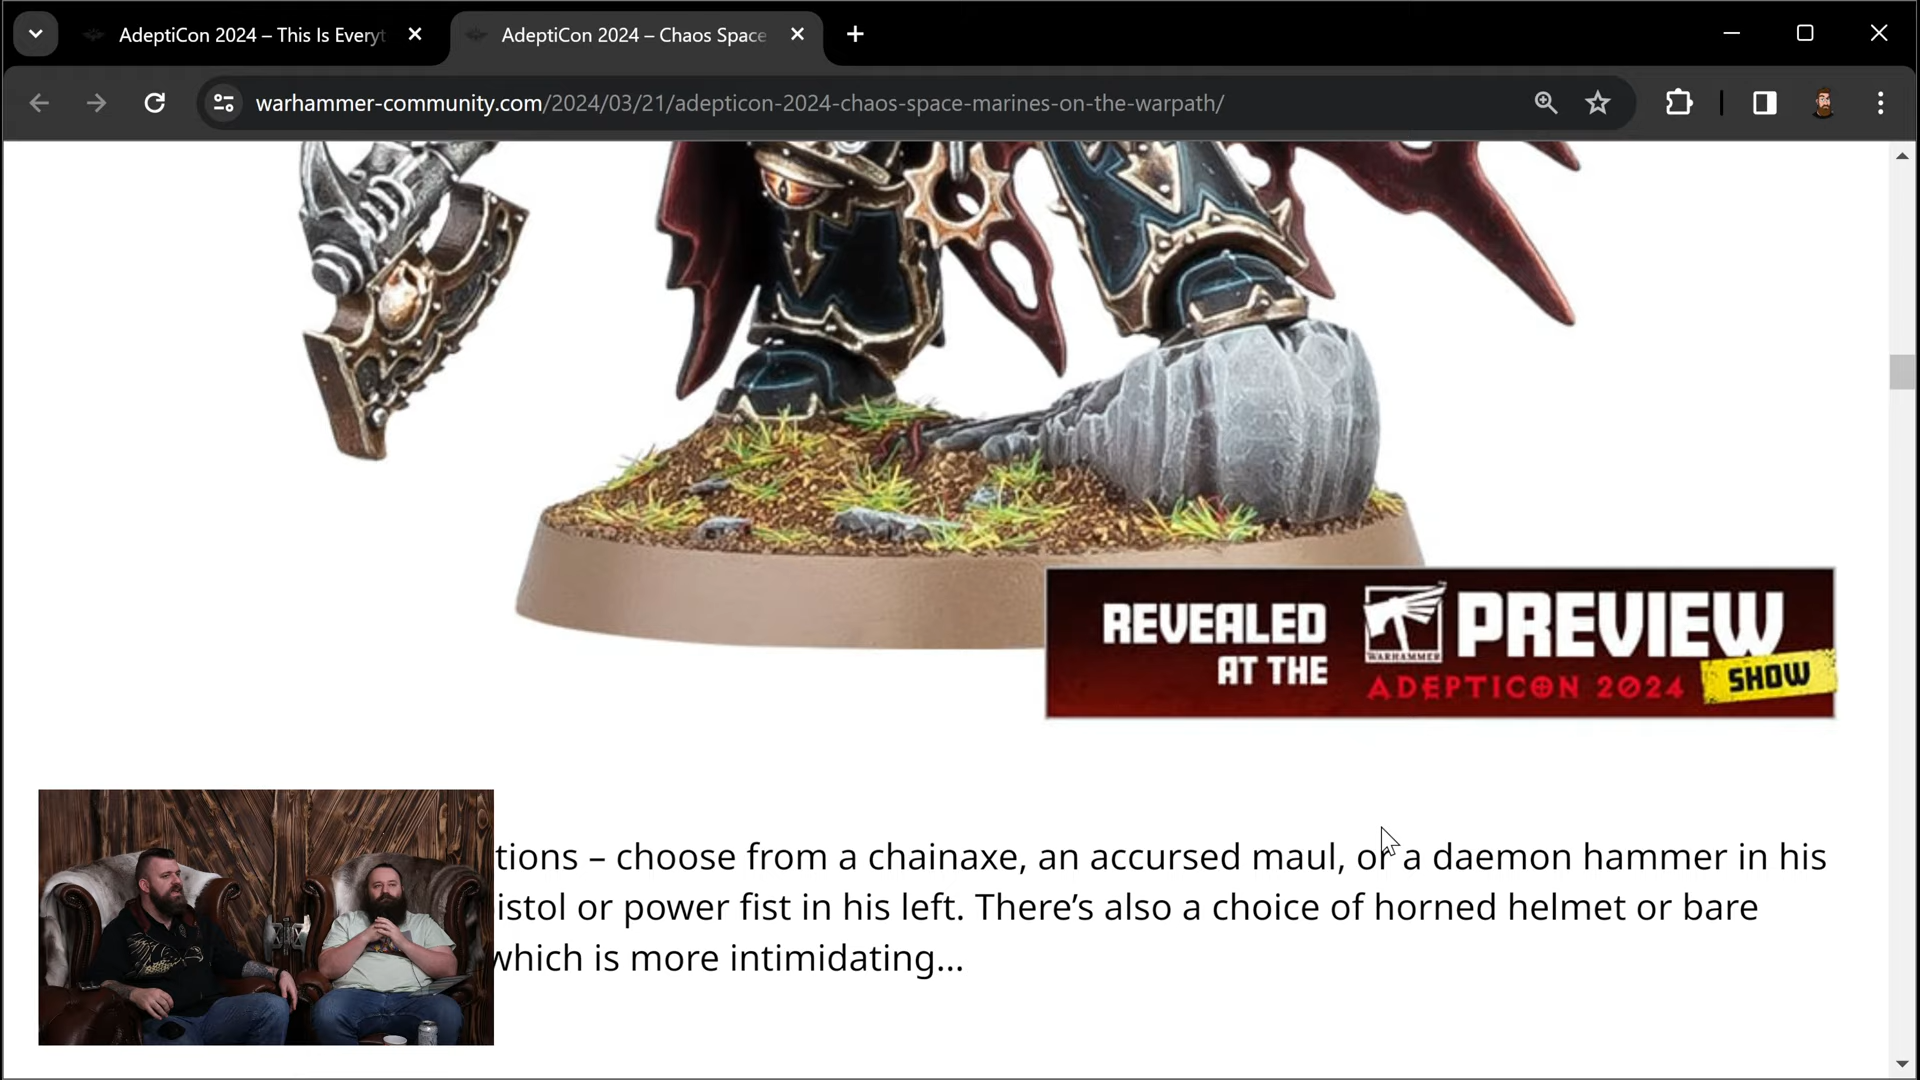 AdeptiCon 2024 – This Is Everyt
AdeptiCon 2024 – Chaos Space
warhammer-community.com/2024/03/21/adepticon-2024-chaos-space-marines-on-the-warpath/
REVEALED
AT THE
WARHAMMER
PREVIEW
ADEPTICON 2024
SHOW
tions – choose from a chainaxe, an accursed maul, or a daemon hammer in his
istol or power fist in his left. There’s also a choice of horned helmet or bare
which is more intimidating...